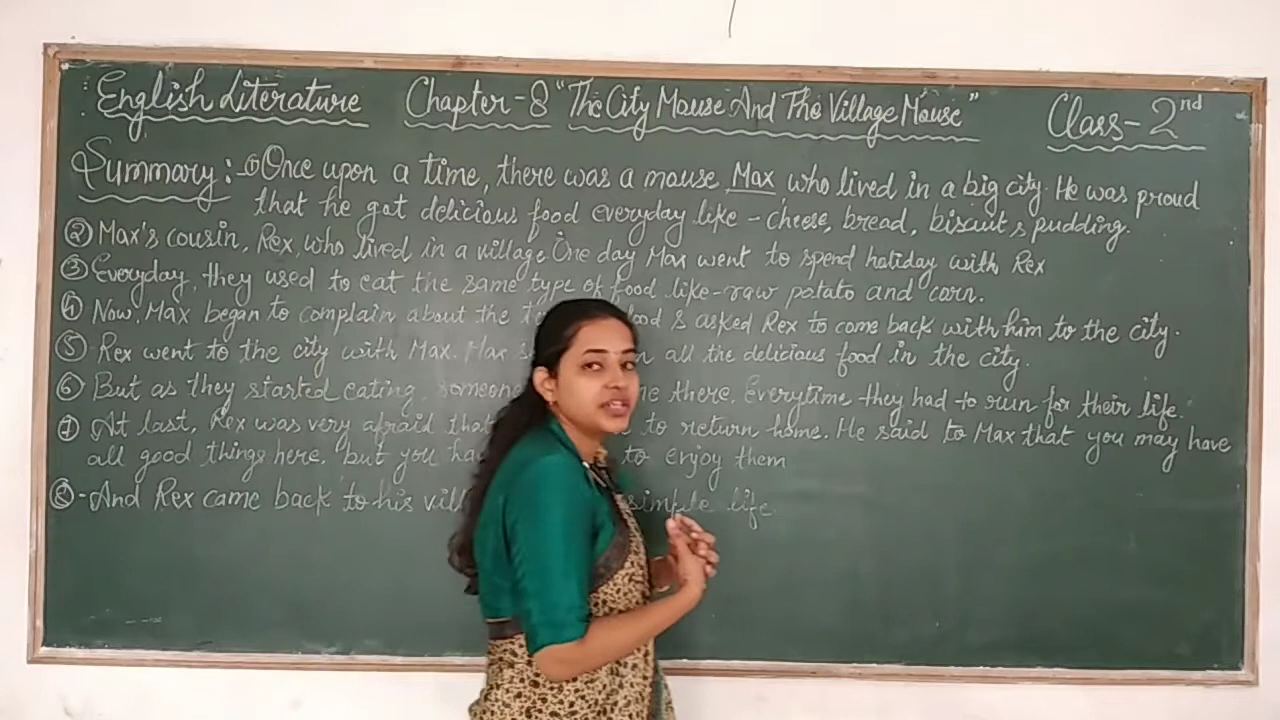 English Literature Chapter-8 "The City Mouse And The Village Mouse" Class-2nd
Summary:- ① Once upon a time, there was a mouse Max, who lived in a big city. He was proud
that he got delicious food everyday like - cheese, bread, biscuit & pudding.
② Max's cousin, Rex, who lived in a village. One day Max went to spend holiday with Rex
③ Everyday, they used to eat the same type of food like-raw potato and corn.
④ Now, Max began to complain about the food & asked Rex to come back with him to the city.
⑤ Rex went to the city with Max. Max all the delicious food in the city.
⑥ But as they started eating, someone there. Everytime they had to run for their life.
⑦ At last, Rex was very afraid that to return home. He said to Max that you may have
all good things here. but you to enjoy them
⑧ - And Rex came back to his simple life